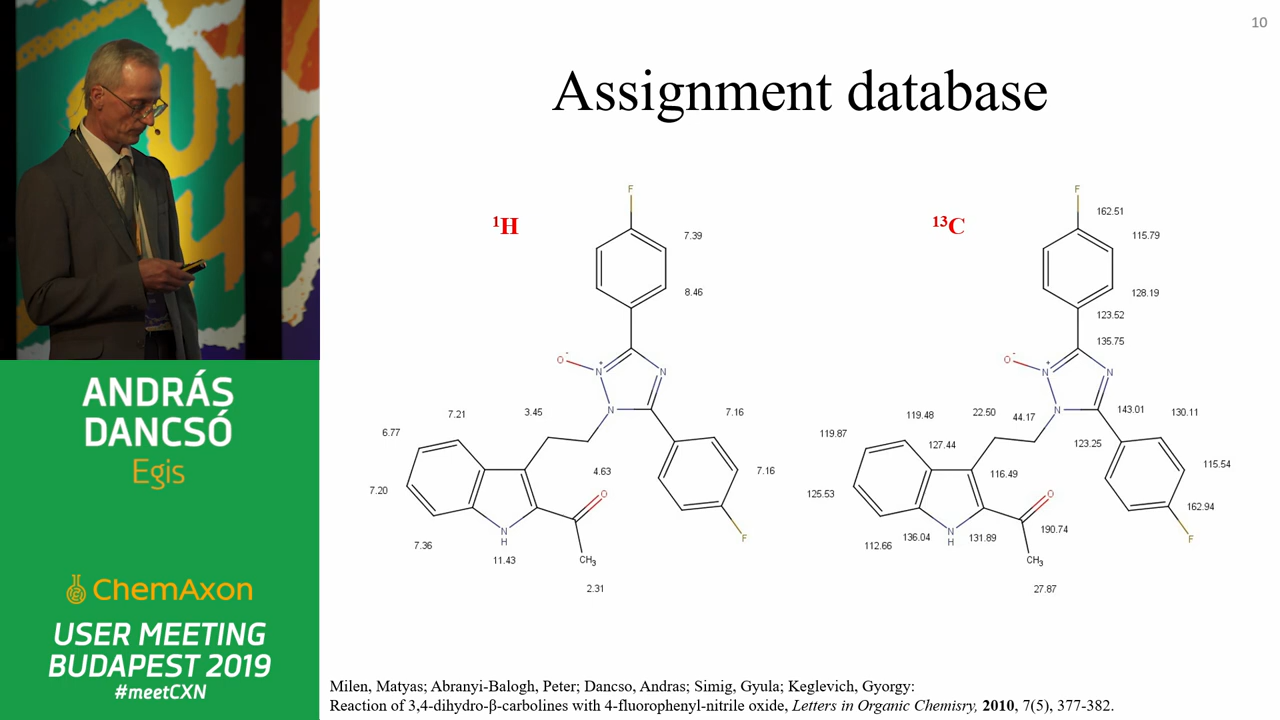 10
Assignment database
¹H
F
7.39
8.46
O-
N+
N
N
7.21
3.45
7.16
6.77
4.63
7.16
7.20
O
F
7.36
N
H
11.43
CH₃
2.31
¹³C
F
162.51
115.79
128.19
123.52
135.75
O-
N+
N
N
119.48
22.50
44.17
143.01
130.11
119.87
127.44
123.25
116.49
115.54
125.53
O
162.94
190.74
F
112.66
136.04
N
H
131.89
CH₃
27.87
ANDRÁS
DANCSÓ
Egis
ChemAxon
USER MEETING
BUDAPEST 2019
#meetCXN
Milen, Matyas; Abranyi-Balogh, Peter; Dancso, Andras; Simig, Gyula; Keglevich, Gyorgy:
Reaction of 3,4-dihydro-β-carbolines with 4-fluorophenyl-nitrile oxide, Letters in Organic Chemisry, 2010, 7(5), 377-382.